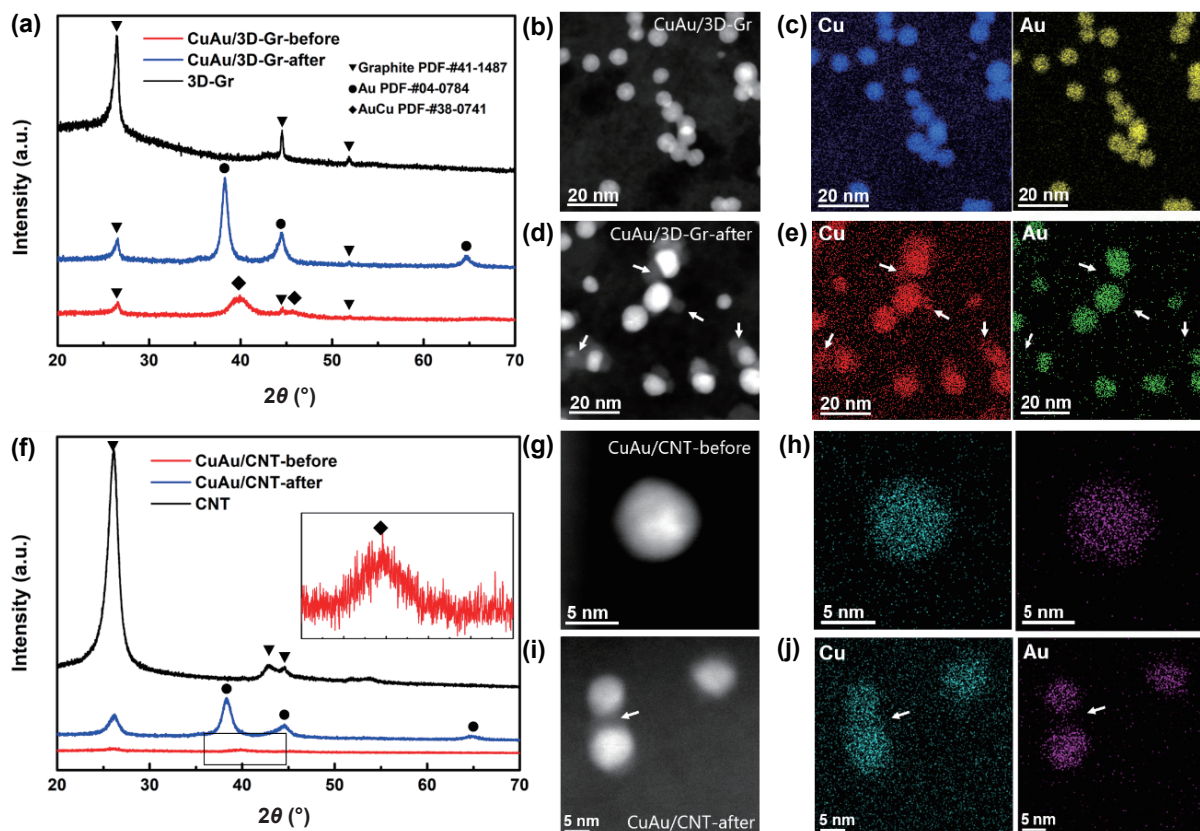 (a)
CuAu/3D-Gr-before
CuAu/3D-Gr-after
3D-Gr
Graphite PDF-#41-1487
Au PDF-#04-0784
AuCu PDF-#38-0741
Intensity (a.u.)
20 30 40 50 60 70
2θ (°)
(b)
CuAu/3D-Gr
20 nm
(c)
Cu
20 nm
Au
20 nm
(d)
CuAu/3D-Gr-after
20 nm
(e)
Cu
20 nm
Au
20 nm
(f)
CuAu/CNT-before
CuAu/CNT-after
CNT
Intensity (a.u.)
20 30 40 50 60 70
2θ (°)
(g)
CuAu/CNT-before
5 nm
(h)
5 nm
5 nm
(i)
5 nm
CuAu/CNT-after
(j)
Cu
5 nm
Au
5 nm